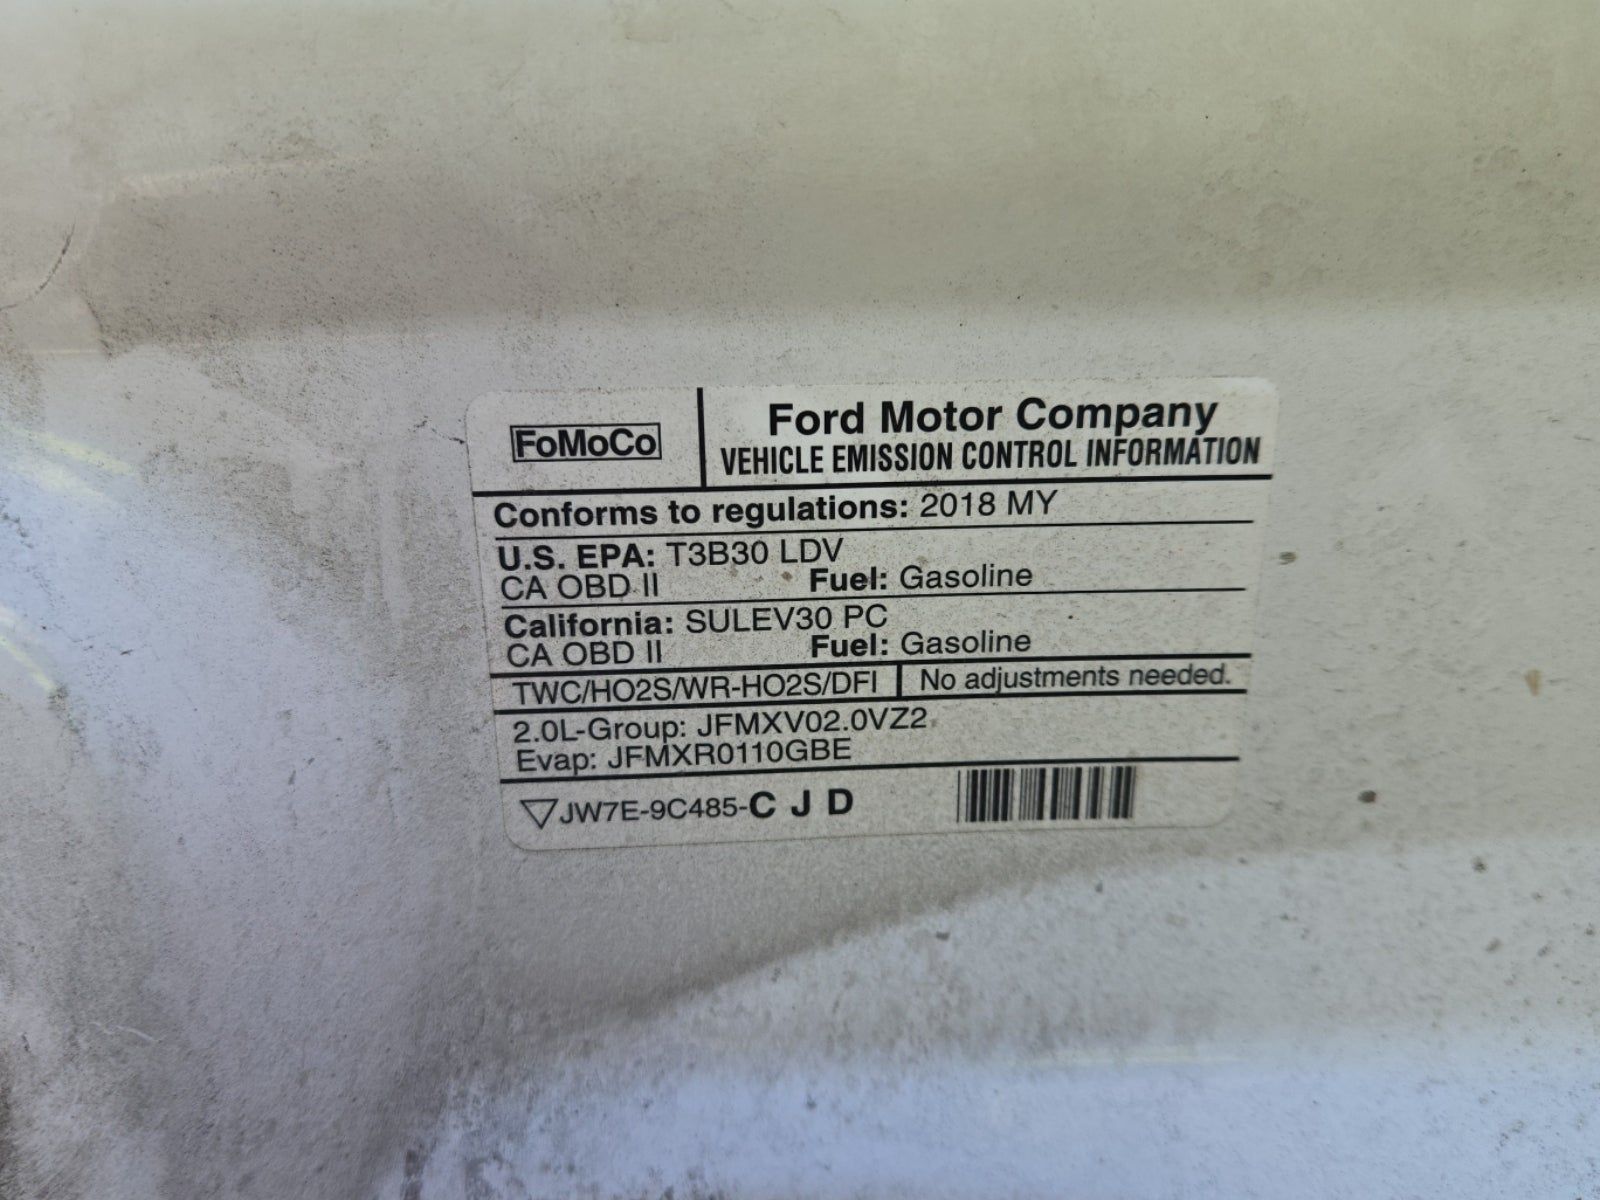 FoMoCo
Ford Motor Company
VEHICLE EMISSION CONTROL INFORMATION
Conforms to regulations: 2018 MY
U.S. EPA: T3B30 LDV
CA OBD II Fuel: Gasoline
California: SULEV30 PC
CA OBD II Fuel: Gasoline
TWC/HO2S/WR-HO2S/DFI No adjustments needed.
2.0L-Group: JFMXV02.0VZ2
Evap: JFMXR0110GBE
JW7E-9C485-C J D